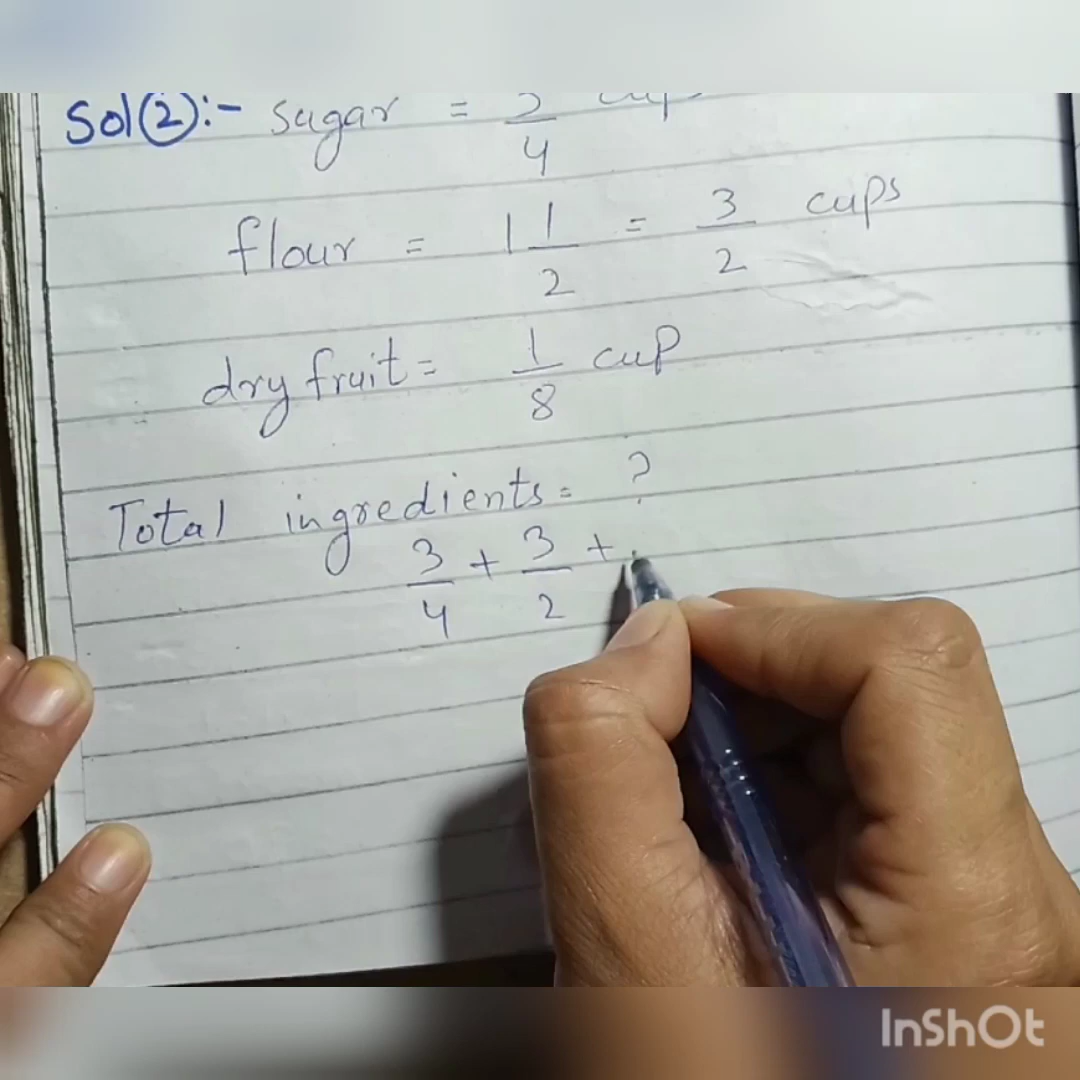 Sol ② :- sugar = 3/4 cups
flour = 1 1/2 = 3/2 cups
dry fruit = 1/8 cup
Total ingredients = ?
3/4 + 3/2 +
InShOt